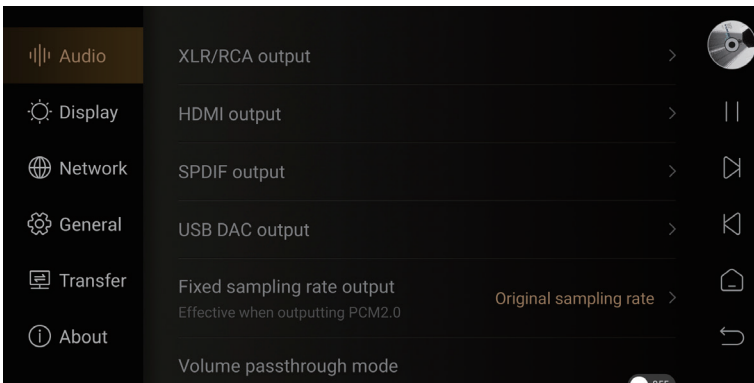 Audio
Display
Network
General
Transfer
About
XLR/RCA output
HDMI output
SPDIF output
USB DAC output
Fixed sampling rate output
Effective when outputting PCM2.0
Original sampling rate
Volume passthrough mode
OFF